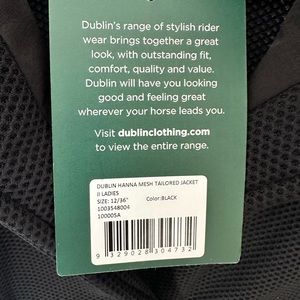 Dublin's range of stylish rider
wear brings together a great
look, with outstanding fit,
comfort, quality and value.
Dublin will have you looking
good and feeling great
wherever your horse leads you.
Visit dublinclothing.com
to view the entire range.
DUBLIN HANNA MESH TAILORED JACKET
II LADIES
SIZE: 12/36" Color:BLACK
1003548004
100005A
9 329028 304732